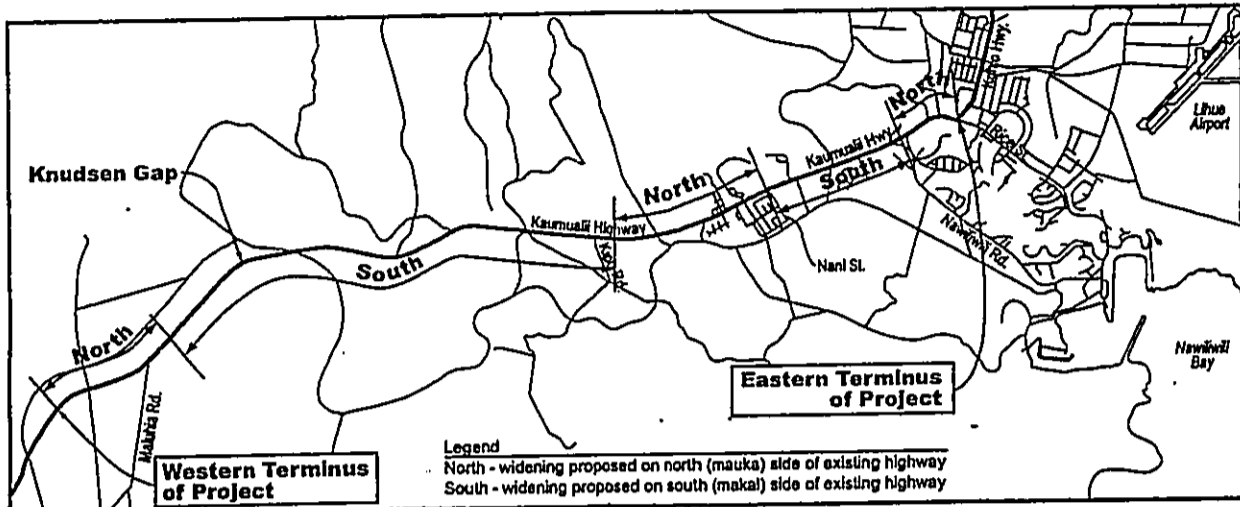 Hwy.
North
Lihue
Airport
Kaumualii Hwy.
South
Knudsen Gap
North
Kaumualii Highway
South
Rd.
Nani St.
Nawiliwili Rd.
North
Maluhia Rd.
Nawiliwili
Bay
Eastern Terminus
of Project
Western Terminus
of Project
Legend
North - widening proposed on north (mauka) side of existing highway
South - widening proposed on south (makai) side of existing highway